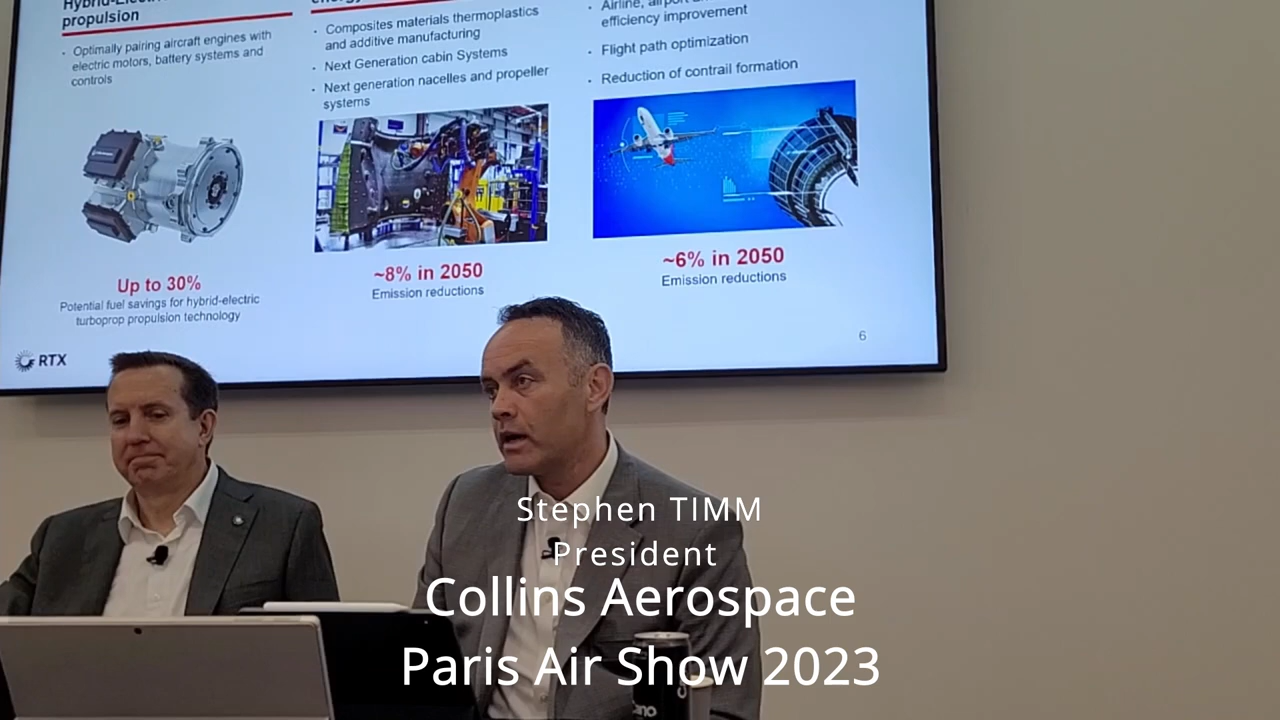 propulsion
• Optimally pairing aircraft engines with
electric motors, battery systems and
controls
Up to 30%
Potential fuel savings for hybrid-electric
turboprop propulsion technology
• Composites materials thermoplastics
and additive manufacturing
• Next Generation cabin Systems
• Next generation nacelles and propeller
systems
~8% in 2050
Emission reductions
• Airline, airport
efficiency improvement
• Flight path optimization
• Reduction of contrail formation
~6% in 2050
Emission reductions
6
RTX
Stephen TIMM
President
Collins Aerospace
Paris Air Show 2023